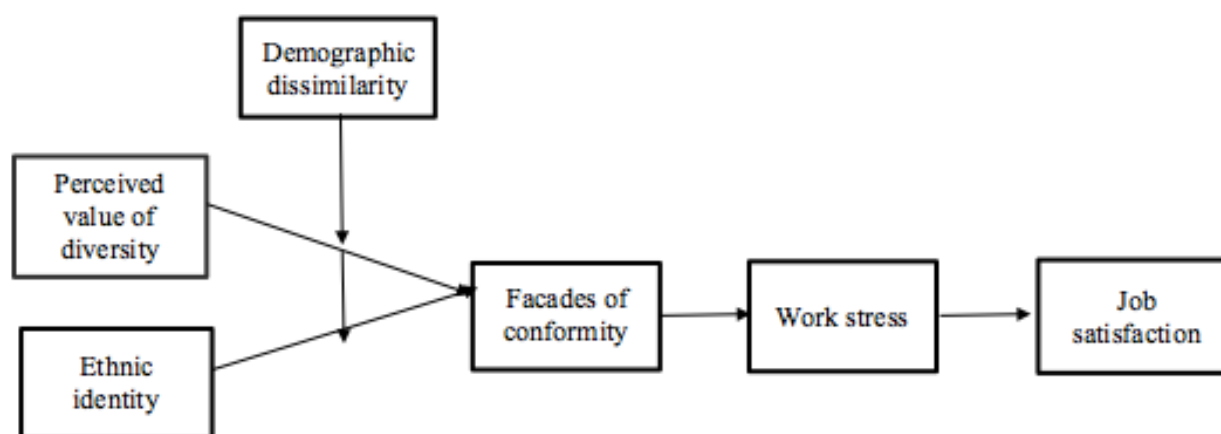 Demographic
dissimilarity
Perceived
value of
diversity
Ethnic
identity
Facades of
conformity
Work stress
Job
satisfaction